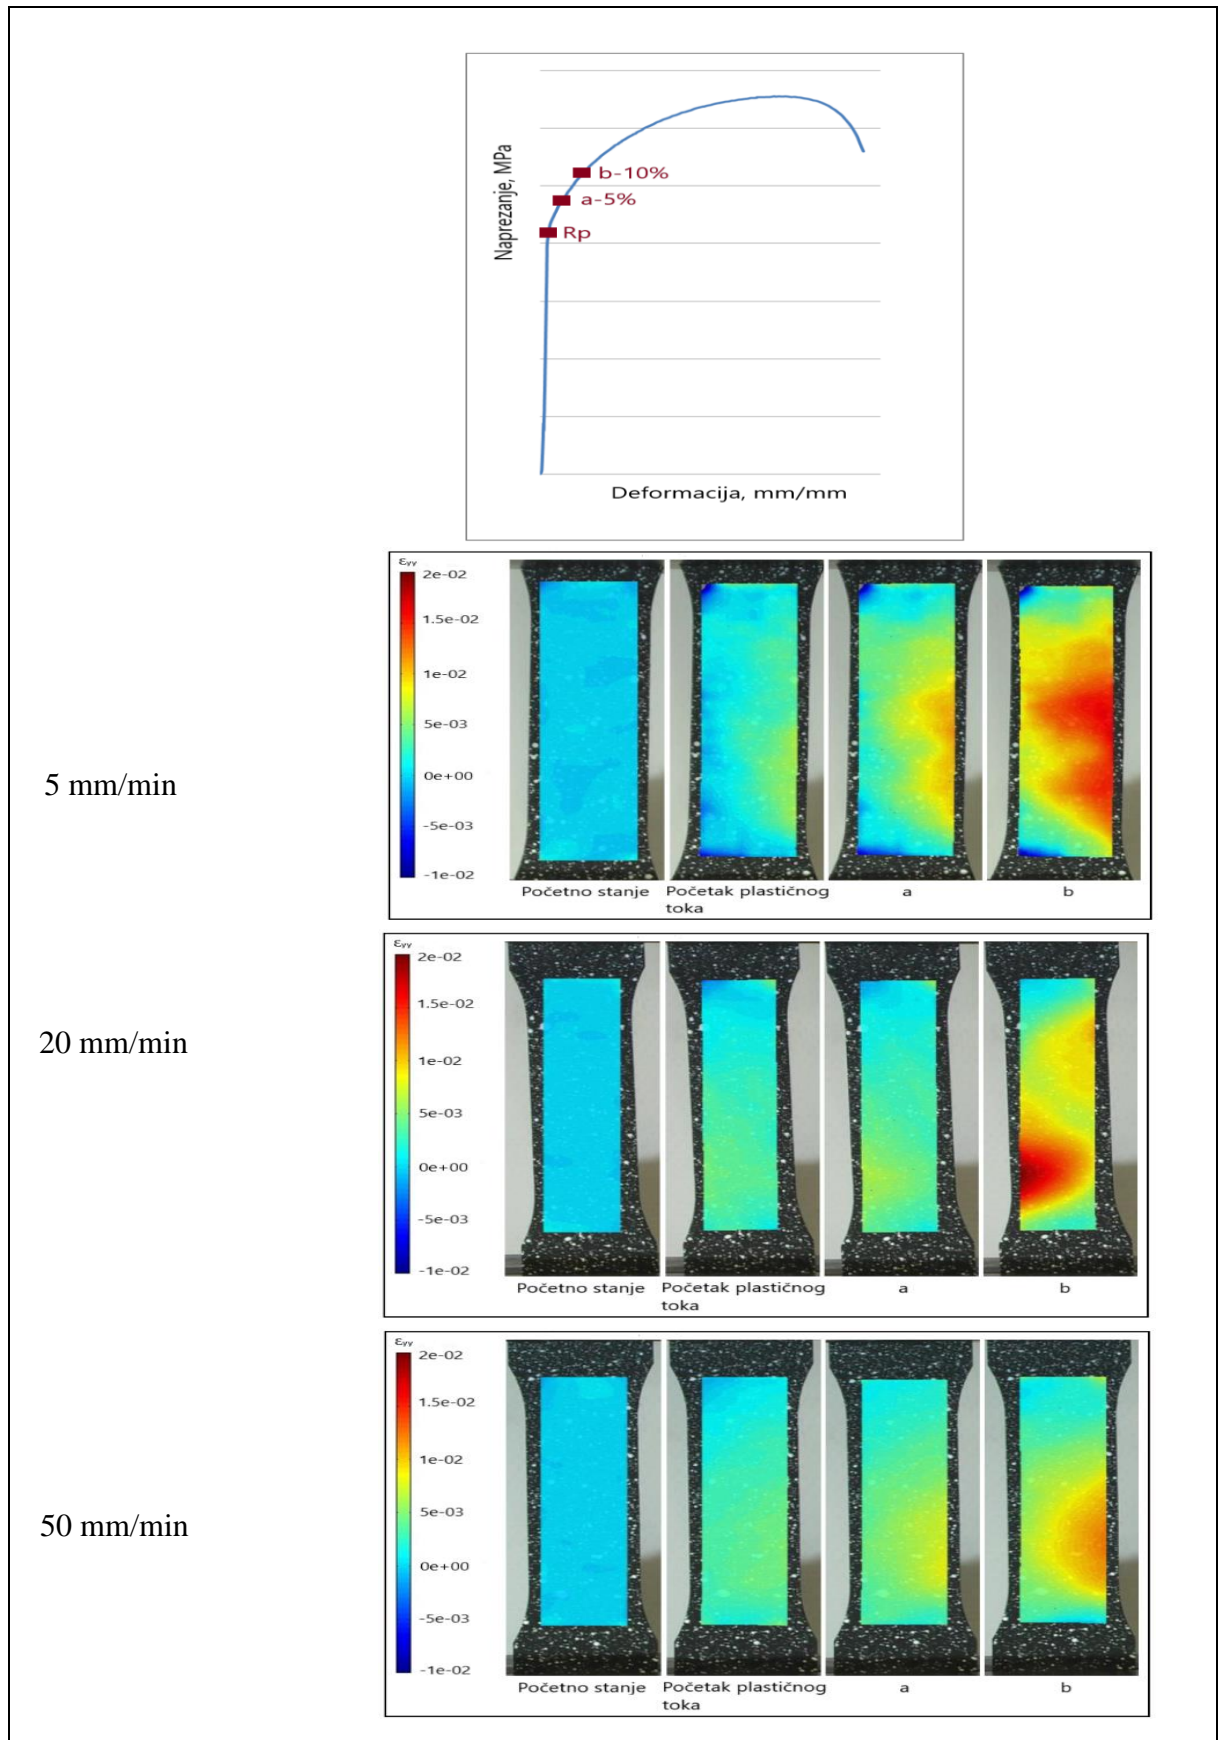 Naprezanje, MPa
b-10%
a-5%
Rp
Deformacija, mm/mm
5 mm/min
εyy
2e-02
1.5e-02
1e-02
5e-03
0e+00
-5e-03
-1e-02
Početno stanje
Početak plastičnog
toka
a
b
20 mm/min
εyy
2e-02
1.5e-02
1e-02
5e-03
0e+00
-5e-03
-1e-02
Početno stanje
Početak plastičnog
toka
a
b
50 mm/min
εyy
2e-02
1.5e-02
1e-02
5e-03
0e+00
-5e-03
-1e-02
Početno stanje
Početak plastičnog
toka
a
b